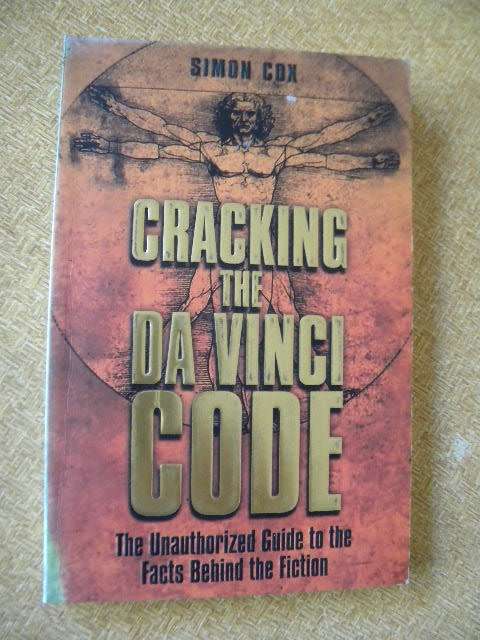 SIMON COX
CRACKING
THE
DA VINCI
CODE
The Unauthorized Guide to the
Facts Behind the Fiction